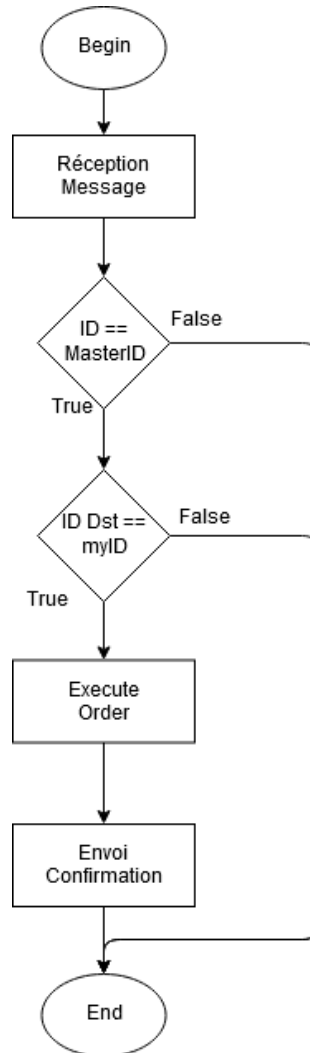 Begin
Réception
Message
ID ==
MasterID
False
True
ID Dst ==
myID
False
True
Execute
Order
Envoi
Confirmation
End